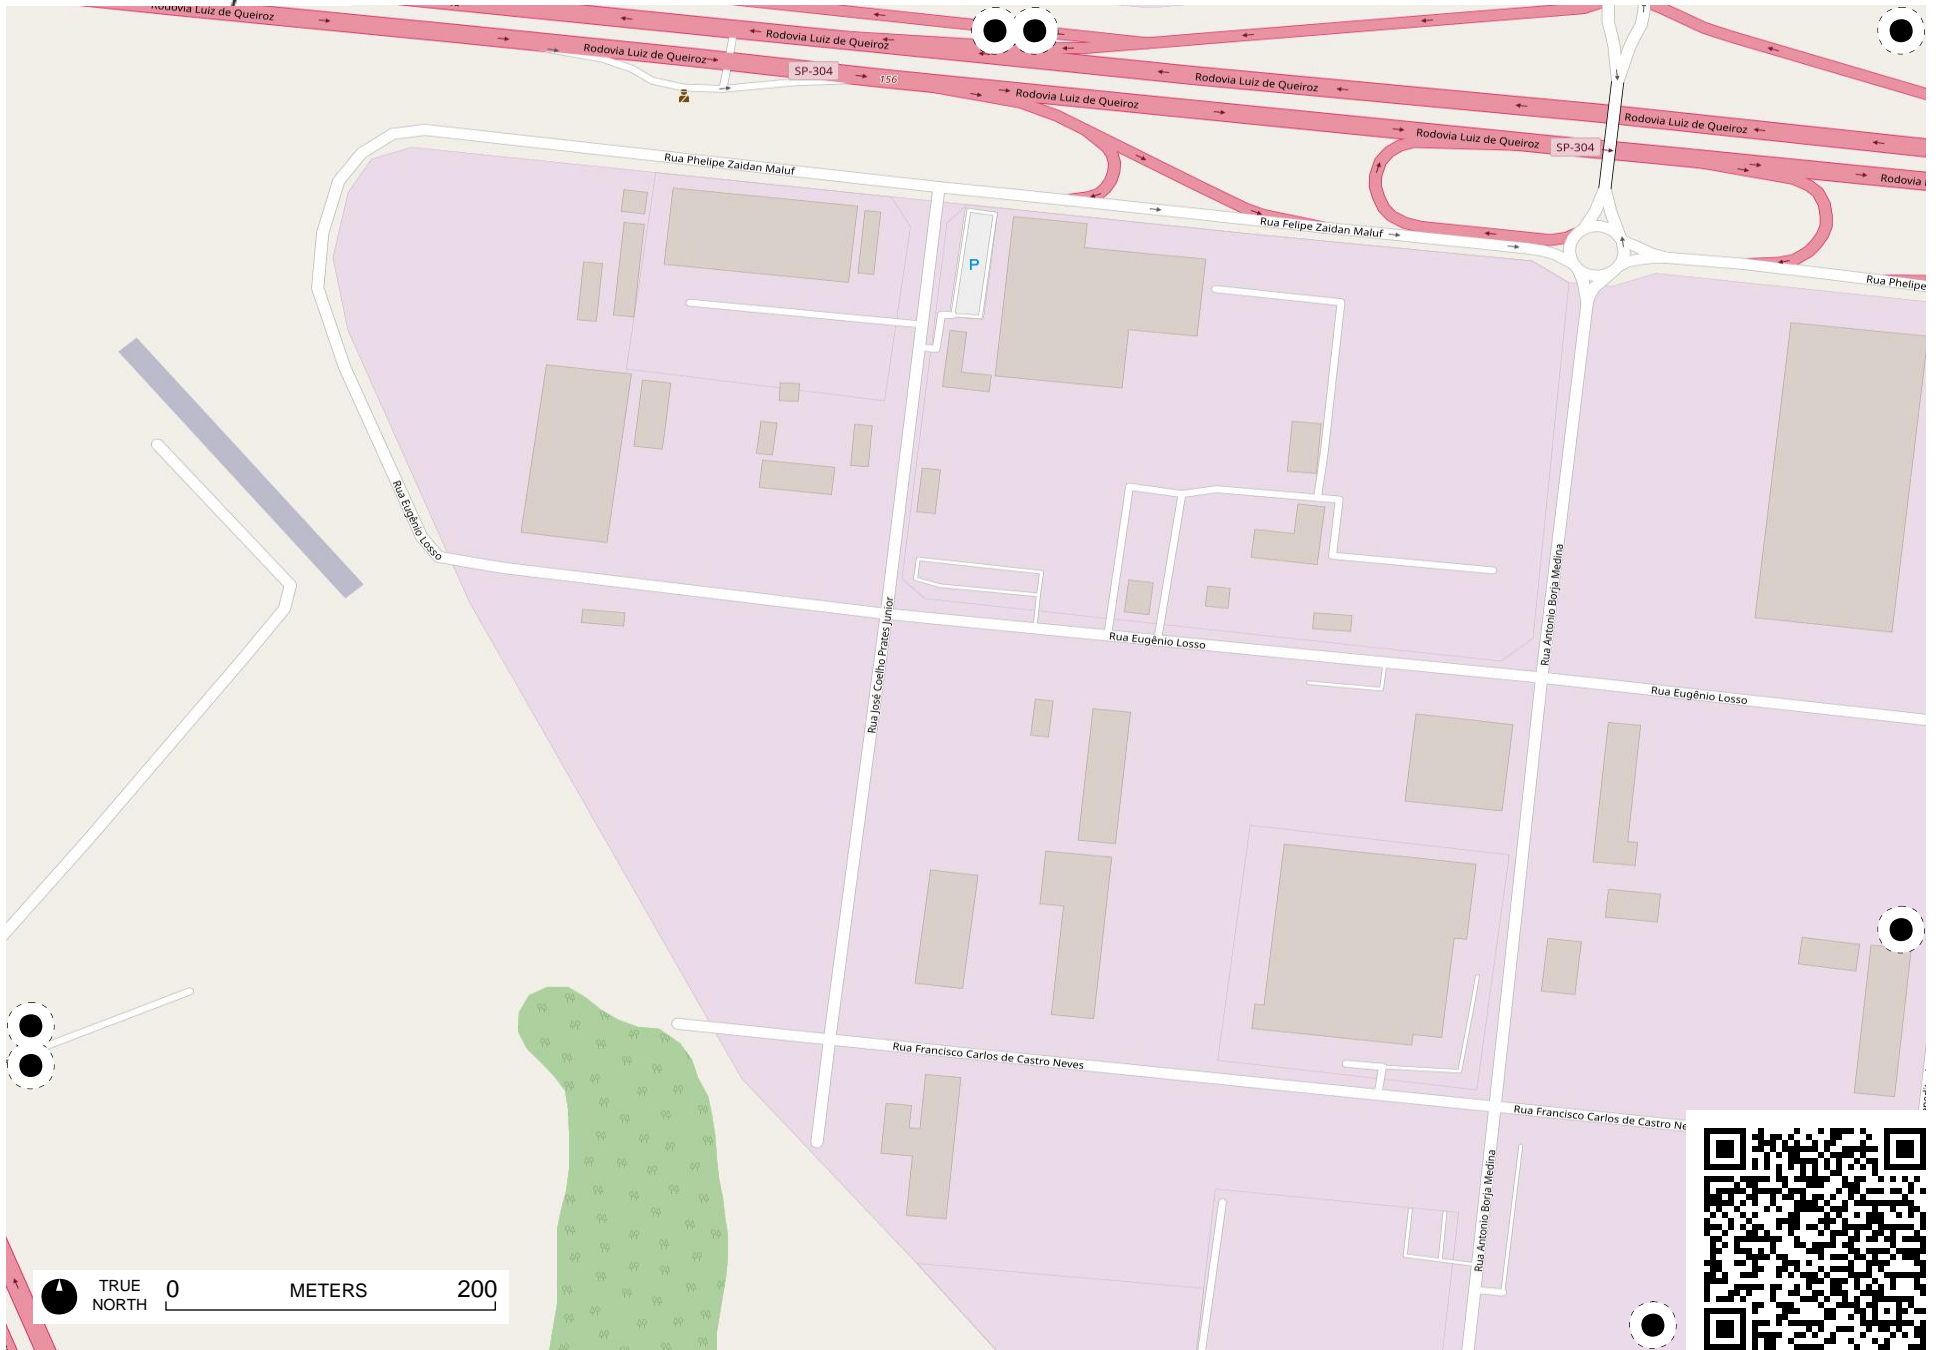 Rodovia Luiz de Queiroz
Rodovia Luiz de Queiroz
Rodovia Luiz de Queiroz
SP-304
156
Rodovia Luiz de Queiroz
Rodovia Luiz de Queiroz
Rodovia Luiz de Queiroz
Rodovia Luiz de Queiroz
SP-304
Rodovia
Rua Phelipe Zaidan Maluf
Rua Felipe Zaidan Maluf
Rua Phelipe
P
Rua Eugênio Losso
Rua Antonio Borja Medina
Rua José Coelho Prates Junior
Rua Eugênio Losso
Rua Eugênio Losso
Rua Francisco Carlos de Castro Neves
Rua Francisco Carlos de Castro Ne
Rua Antonio Borja Medina
TRUE
NORTH
0 METERS 200